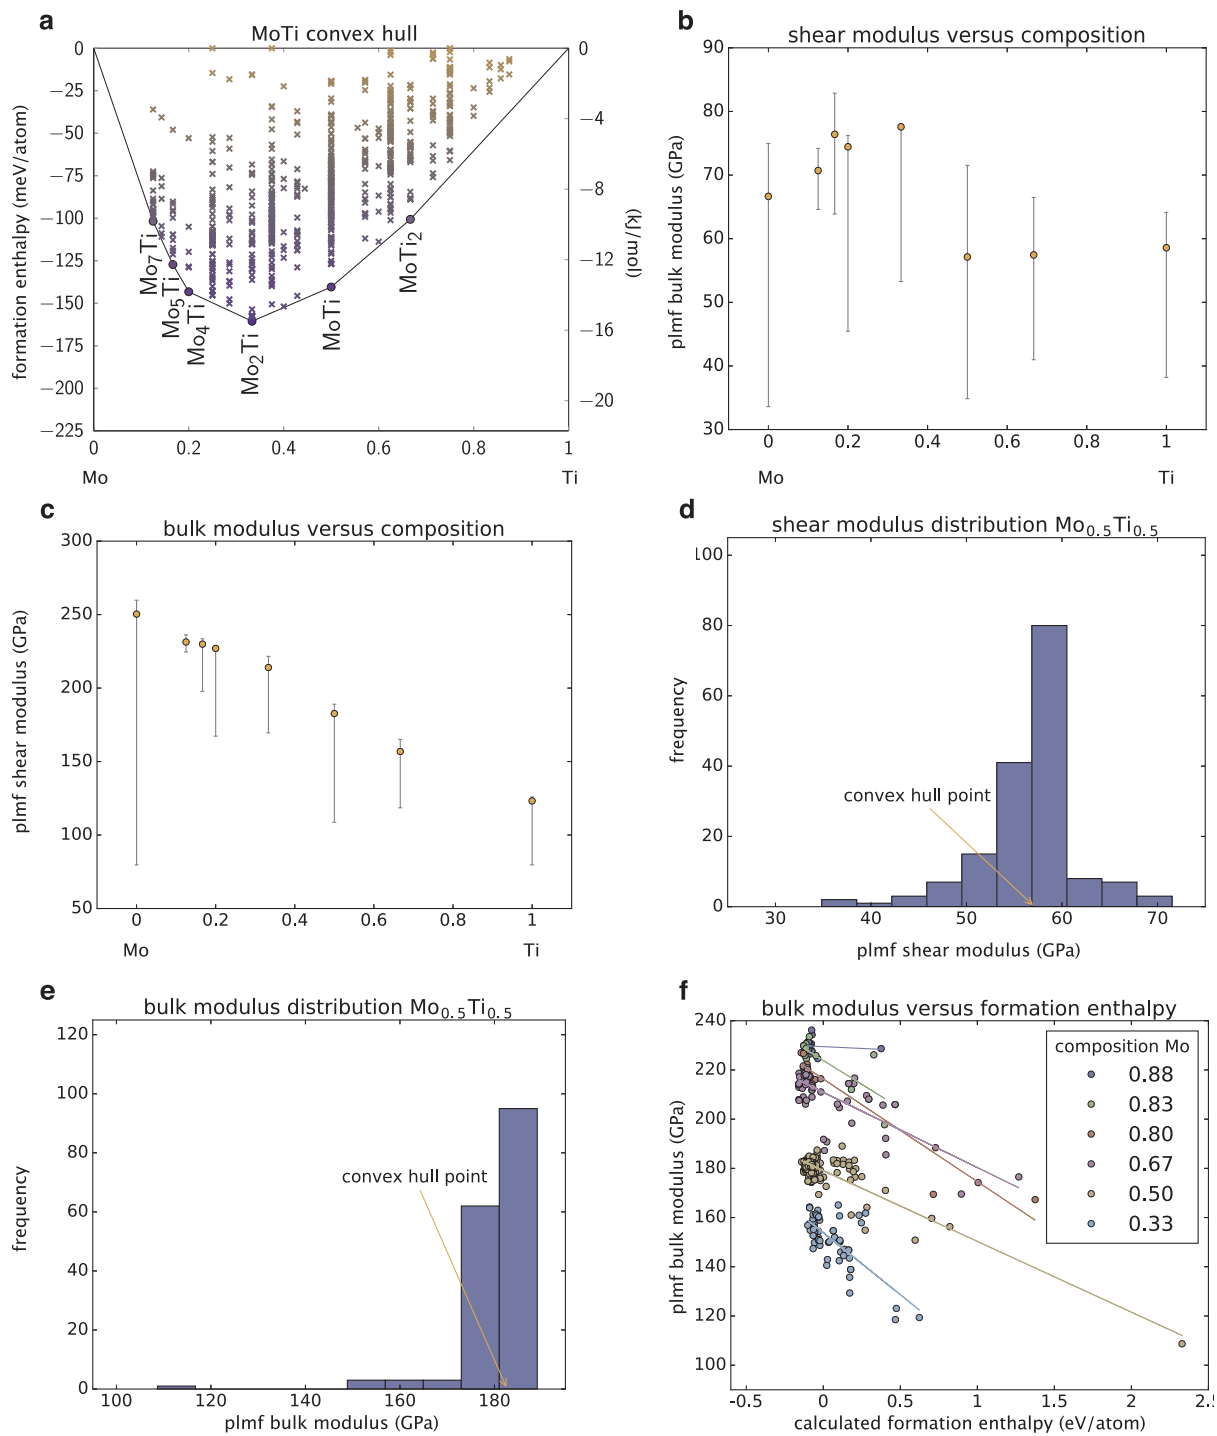 a
MoTi convex hull
formation enthalpy (meV/atom)
0
−25
−50
−75
−100
−125
−150
−175
−200
−225
0
−4
−8
−12
−16
−20
(kJ/mol)
Mo₇Ti
Mo₅Ti
Mo₄Ti
Mo₂Ti
MoTi
MoTi₂
0 0.2 0.4 0.6 0.8 1
Mo Ti
b
shear modulus versus composition
plmf bulk modulus (GPa)
90
80
70
60
50
40
30
0 0.2 0.4 0.6 0.8 1
Mo Ti
c
bulk modulus versus composition
plmf shear modulus (GPa)
300
250
200
150
100
50
0 0.2 0.4 0.6 0.8 1
Mo Ti
d
shear modulus distribution Mo₀.₅Ti₀.₅
frequency
100
80
60
40
20
0
convex hull point
30 40 50 60 70
plmf shear modulus (GPa)
e
bulk modulus distribution Mo₀.₅Ti₀.₅
frequency
120
100
80
60
40
20
0
convex hull point
100 120 140 160 180
plmf bulk modulus (GPa)
f
bulk modulus versus formation enthalpy
plmf bulk modulus (GPa)
240
220
200
180
160
140
120
100
composition Mo
0.88
0.83
0.80
0.67
0.50
0.33
-0.5 0 0.5 1 1.5 2 2.5
calculated formation enthalpy (eV/atom)